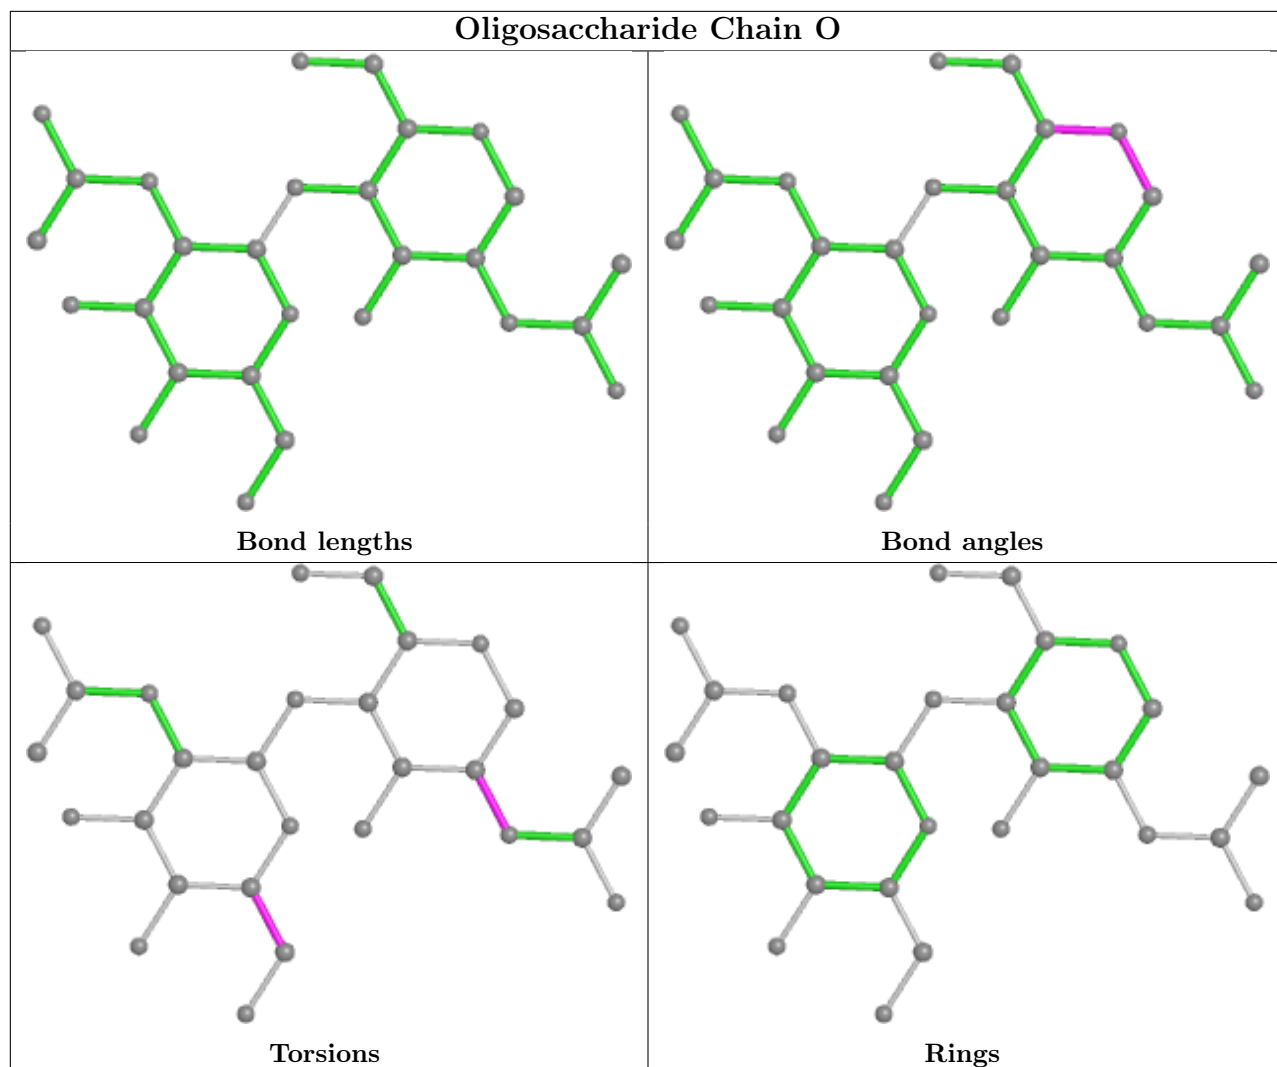 Oligosaccharide Chain O
Bond lengths
Bond angles
Torsions
Rings